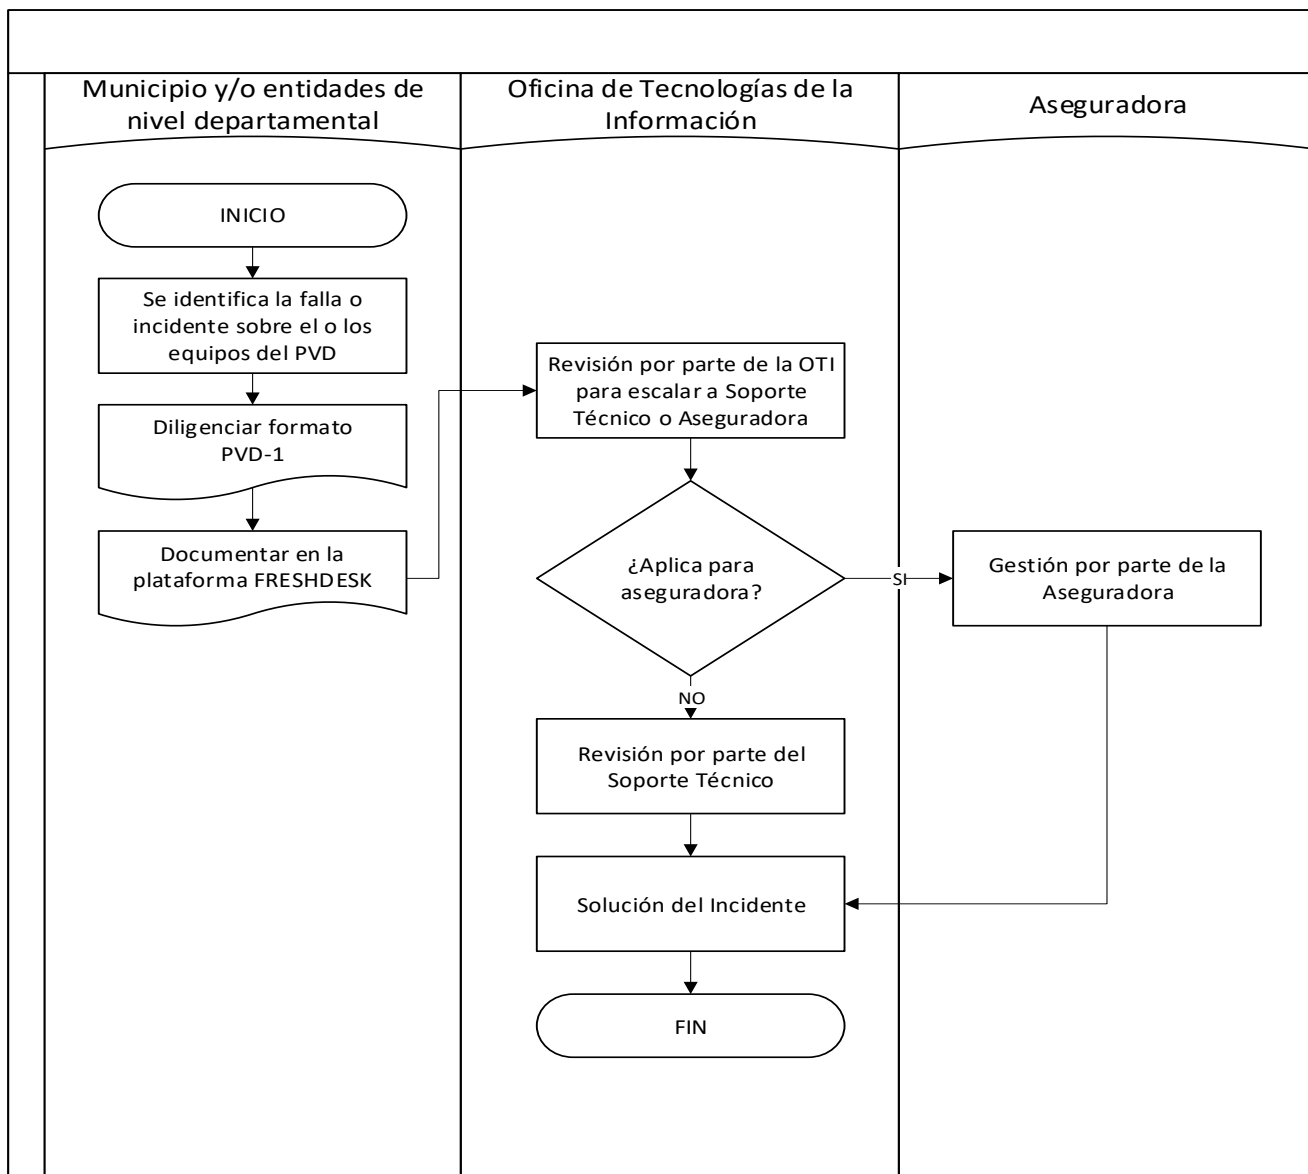 Municipio y/o entidades de
nivel departamental
Oficina de Tecnologías de la
Información
Aseguradora
INICIO
Se identifica la falla o
incidente sobre el o los
equipos del PVD
Diligenciar formato
PVD-1
Documentar en la
plataforma FRESHDESK
Revisión por parte de la OTI
para escalar a Soporte
Técnico o Aseguradora
¿Aplica para
aseguradora?
SI
Gestión por parte de la
Aseguradora
NO
Revisión por parte del
Soporte Técnico
Solución del Incidente
FIN